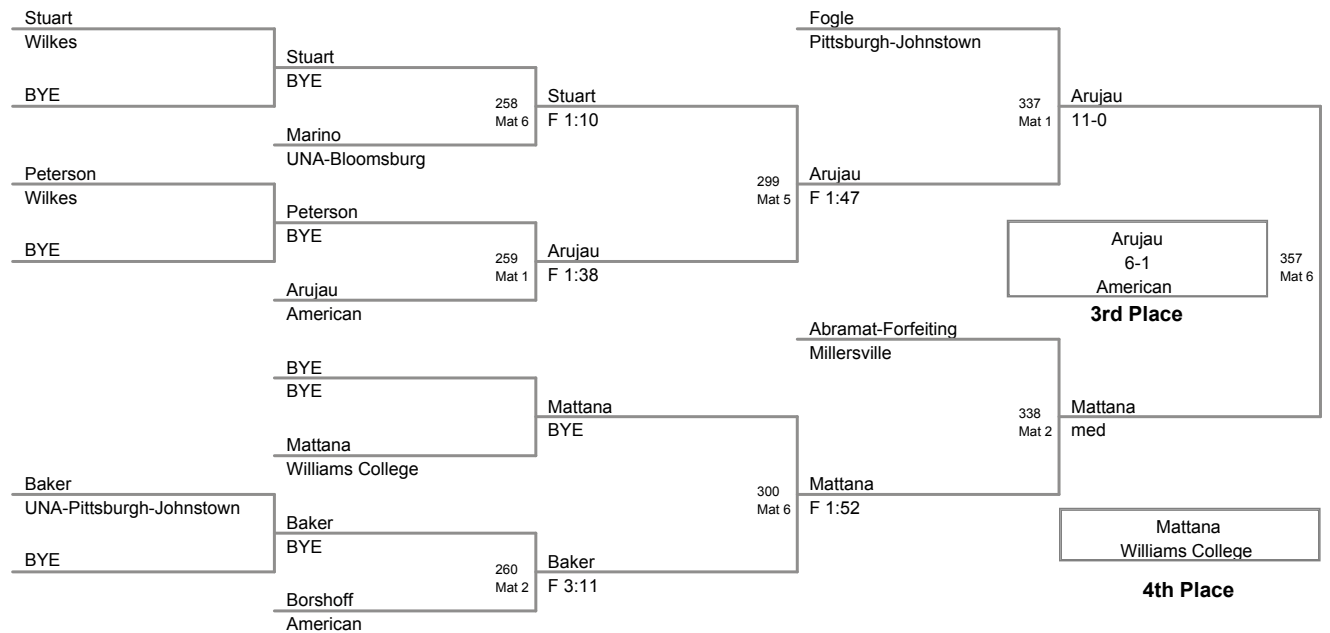 Stuart
Wilkes
BYE
Peterson
Wilkes
BYE
Baker
UNA-Pittsburgh-Johnstown
BYE
Stuart
BYE
Marino
UNA-Bloomsburg
Peterson
BYE
Arujau
American
BYE
BYE
Mattana
Williams College
Baker
BYE
Borshoff
American
258
Mat 6
259
Mat 1
260
Mat 2
Stuart
F 1:10
Arujau
F 1:38
Mattana
BYE
Baker
F 3:11
299
Mat 5
300
Mat 6
Fogle
Pittsburgh-Johnstown
Arujau
F 1:47
Abramat-Forfeiting
Millersville
Mattana
F 1:52
337
Mat 1
338
Mat 2
Arujau
11-0
Mattana
med
357
Mat 6
Arujau
6-1
American
3rd Place
Mattana
Williams College
4th Place